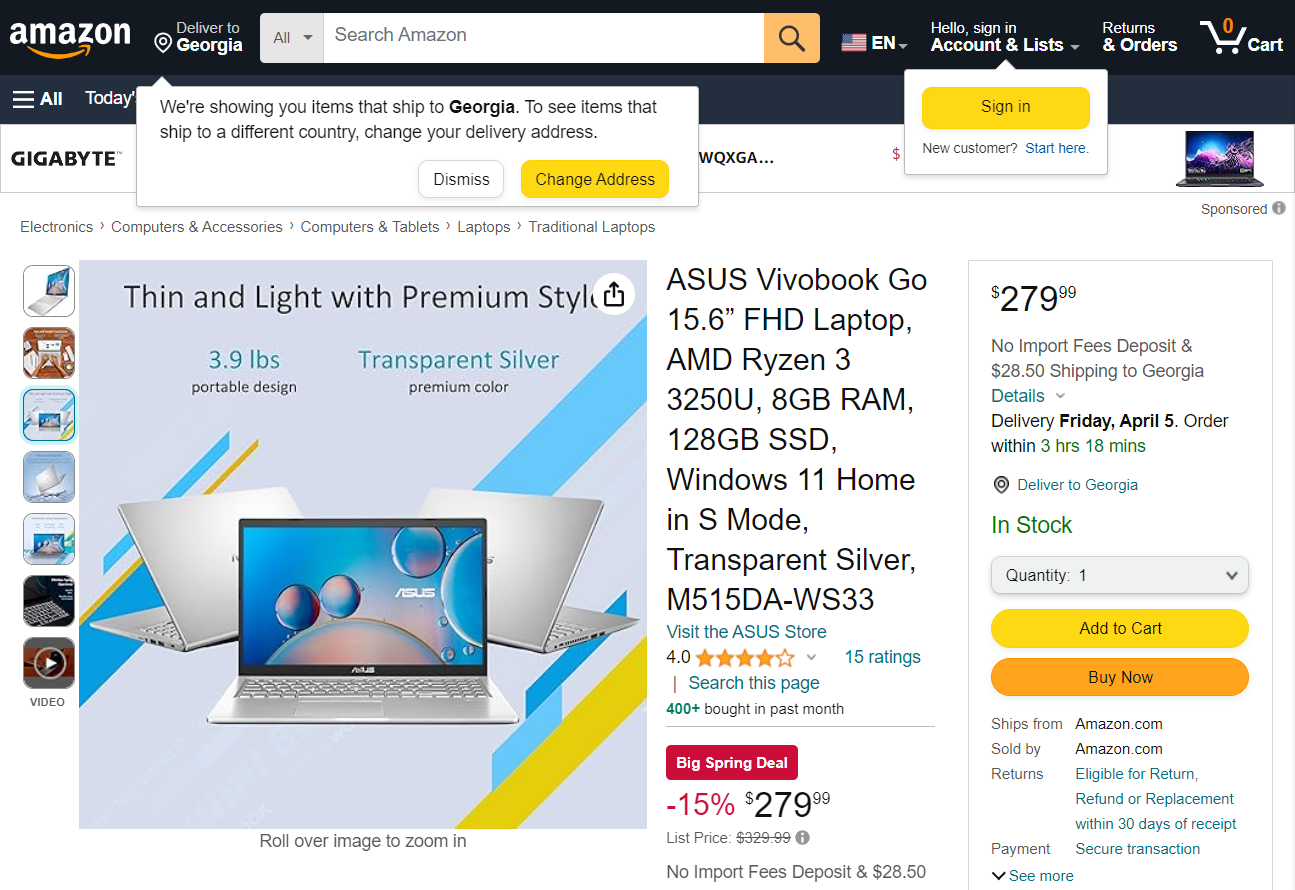 amazon
Deliver to
Georgia
All
Search Amazon
EN
Hello, sign in
Account & Lists
Returns
& Orders
0
Cart
All
Today'
We're showing you items that ship to Georgia. To see items that
ship to a different country, change your delivery address.
Dismiss
Change Address
Sign in
New customer? Start here.
GIGABYTE™
WQXGA...
$
Sponsored
Electronics › Computers & Accessories › Computers & Tablets › Laptops › Traditional Laptops
Thin and Light with Premium Style
3.9 lbs
portable design
Transparent Silver
premium color
ASUS
ASUS
VIDEO
Roll over image to zoom in
ASUS Vivobook Go
15.6” FHD Laptop,
AMD Ryzen 3
3250U, 8GB RAM,
128GB SSD,
Windows 11 Home
in S Mode,
Transparent Silver,
M515DA-WS33
Visit the ASUS Store
4.0
15 ratings
| Search this page
400+ bought in past month
Big Spring Deal
-15% $27999
List Price: $329.99
No Import Fees Deposit & $28.50
$27999
No Import Fees Deposit &
$28.50 Shipping to Georgia
Details
Delivery Friday, April 5. Order
within 3 hrs 18 mins
Deliver to Georgia
In Stock
Quantity: 1
Add to Cart
Buy Now
Ships from Amazon.com
Sold by Amazon.com
Returns Eligible for Return,
Refund or Replacement
within 30 days of receipt
Payment Secure transaction
See more